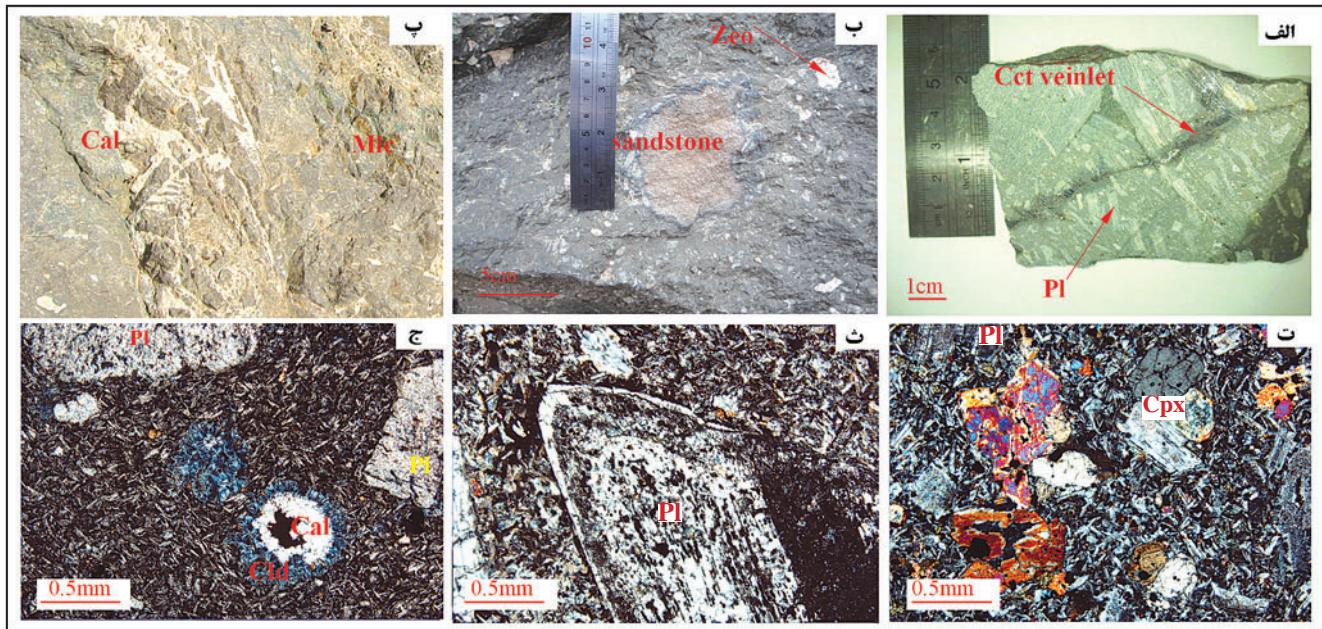 الف
Cct veinlet
Pl
1cm
ب
Zeo
sandstone
5cm
پ
Cal
Mlc
ت
Pl
Cpx
ث
Pl
0.5mm
ج
Pl
Pl
Cal
Cld
0.5mm
0.5mm